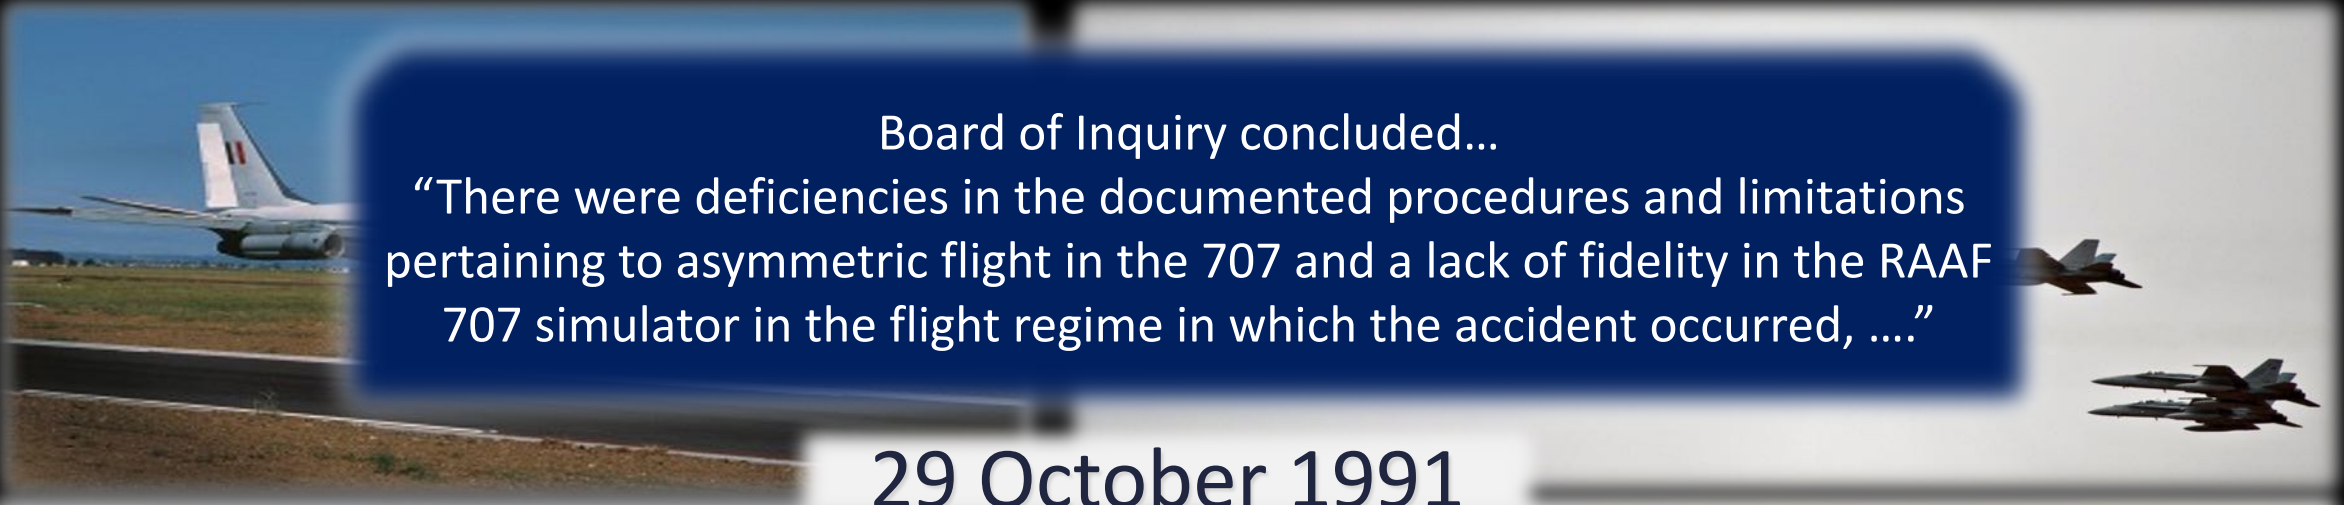 Board of Inquiry concluded…
“There were deficiencies in the documented procedures and limitations
pertaining to asymmetric flight in the 707 and a lack of fidelity in the RAAF
707 simulator in the flight regime in which the accident occurred, ….”
29 October 1991